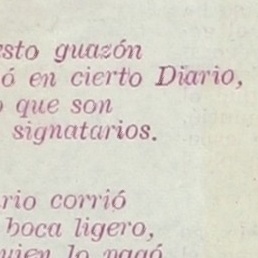 esto guazón
ó en cierto Diario,
que son
signatarios.
rio corrió
boca ligero,
uien lo pagó